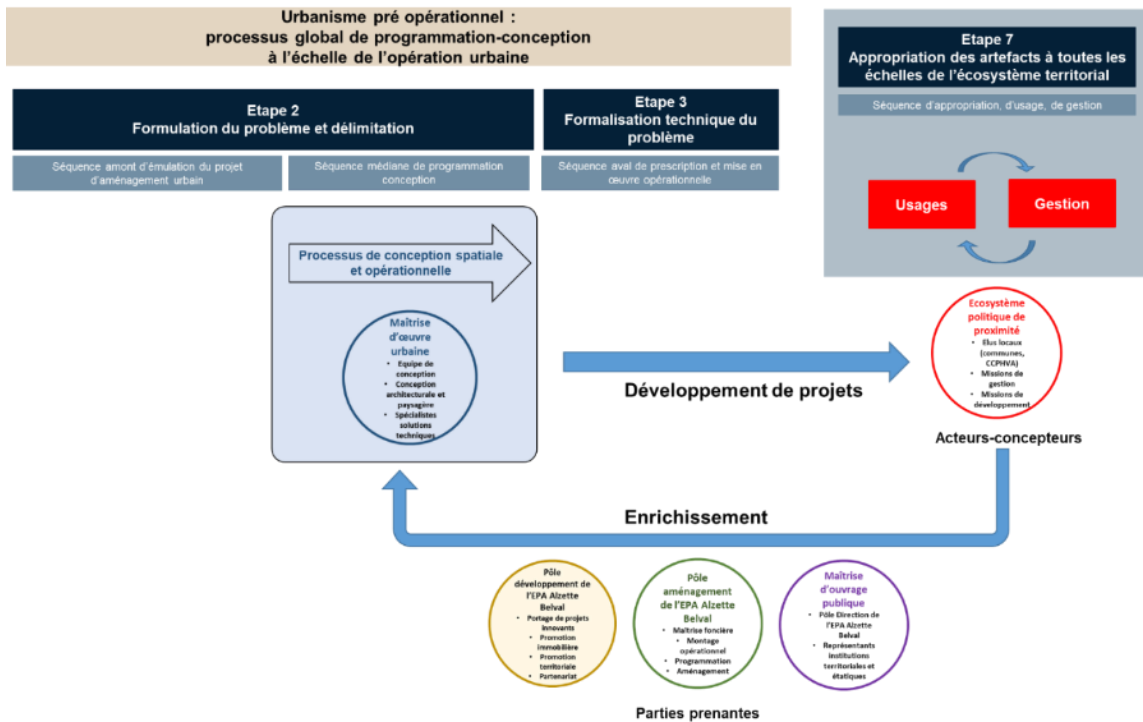 Urbanisme pré opérationnel :
processus global de programmation-conception
à l'échelle de l'opération urbaine
Etape 7
Appropriation des artefacts à toutes les
échelles de l'écosystème territorial
Séquence d'appropriation, d'usage, de gestion
Etape 2
Formulation du problème et délimitation
Etape 3
Formalisation technique du
problème
Séquence amont d'émulation du projet
d'aménagement urbain
Séquence médiane de programmation
conception
Séquence aval de prescription et mise en
œuvre opérationnelle
Usages
Gestion
Processus de conception spatiale
et opérationnelle
Maîtrise
d'œuvre
urbaine
• Equipe de
conception
• Conception
architecturale et
paysagère
• Spécialistes
solutions
techniques
Développement de projets
Ecosystème
politique de
proximité
• Elus locaux
(communes,
CCPHVA)
• Missions de
gestion
• Missions de
développement
Acteurs-concepteurs
Enrichissement
Pôle
développement de
l'EPA Alzette
Belval
• Portage de projets
innovants
• Promotion
immobilière
• Promotion
territoriale
• Partenariat
Pôle
aménagement
de l'EPA Alzette
Belval
• Maîtrise foncière
• Montage
opérationnel
• Programmation
• Aménagement
Maîtrise
d'ouvrage
publique
• Pôle Direction de
l'EPA Alzette
Belval
• Représentants
institutions
territoriales et
étatiques
Parties prenantes